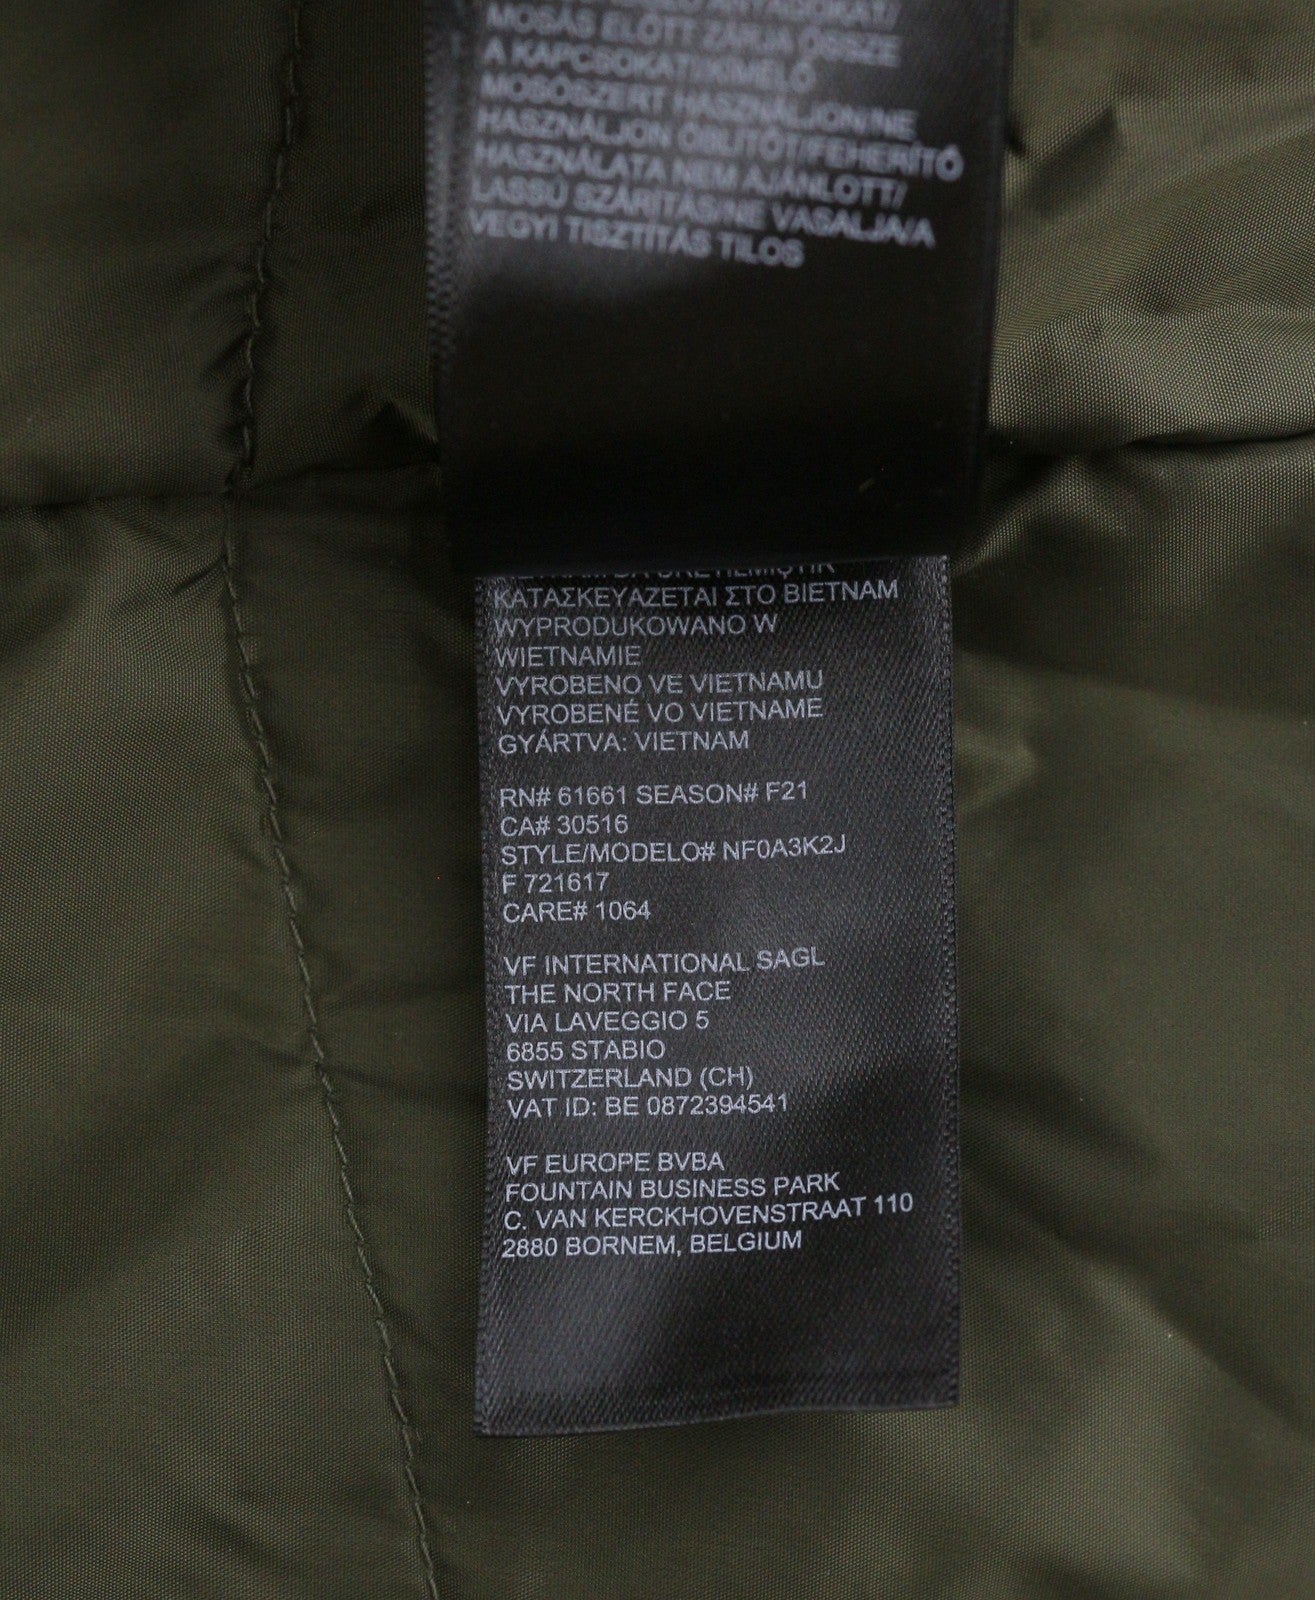 MOSÁS ELŐTT ZÁRJA ÖSSZE
A KAPCSOKAT/KIMÉLŐ
MOSÓSZERT HASZNÁLJON/NE
HASZNÁLJON ÖBLÍTŐT/FEHÉRÍTŐ
HASZNÁLATA NEM AJÁNLOTT/
LASSÚ SZÁRÍTÁS/NE VASALJA/A
VEGYI TISZTÍTÁS TILOS
ΚΑΤΑΣΚΕΥΑΖΕΤΑΙ ΣΤΟ ΒΙΕΤΝΑΜ
WYPRODUKOWANO W
WIETNAMIE
VYROBENO VE VIETNAMU
VYROBENÉ VO VIETNAME
GYÁRTVA: VIETNAM
RN# 61661 SEASON# F21
CA# 30516
STYLE/MODELO# NF0A3K2J
F 721617
CARE# 1064
VF INTERNATIONAL SAGL
THE NORTH FACE
VIA LAVEGGIO 5
6855 STABIO
SWITZERLAND (CH)
VAT ID: BE 0872394541
VF EUROPE BVBA
FOUNTAIN BUSINESS PARK
C. VAN KERCKHOVENSTRAAT 110
2880 BORNEM, BELGIUM